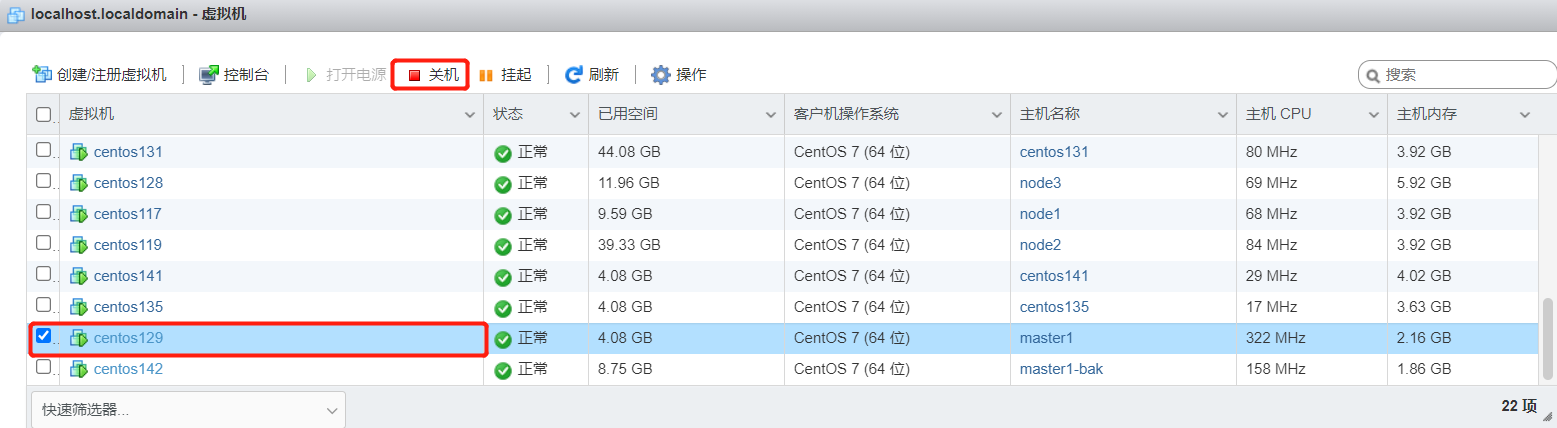 localhost.localdomain - 虚拟机
创建/注册虚拟机 控制台 打开电源 关机 挂起 刷新 操作 搜索
虚拟机 状态 已用空间 客户机操作系统 主机名称 主机 CPU 主机内存
centos131 正常 44.08 GB CentOS 7 (64 位) centos131 80 MHz 3.92 GB
centos128 正常 11.96 GB CentOS 7 (64 位) node3 69 MHz 5.92 GB
centos117 正常 9.59 GB CentOS 7 (64 位) node1 68 MHz 3.92 GB
centos119 正常 39.33 GB CentOS 7 (64 位) node2 84 MHz 3.92 GB
centos141 正常 4.08 GB CentOS 7 (64 位) centos141 29 MHz 4.02 GB
centos135 正常 4.08 GB CentOS 7 (64 位) centos135 17 MHz 3.63 GB
centos129 正常 4.08 GB CentOS 7 (64 位) master1 322 MHz 2.16 GB
centos142 正常 8.75 GB CentOS 7 (64 位) master1-bak 158 MHz 1.86 GB
快速筛选器... 22 项